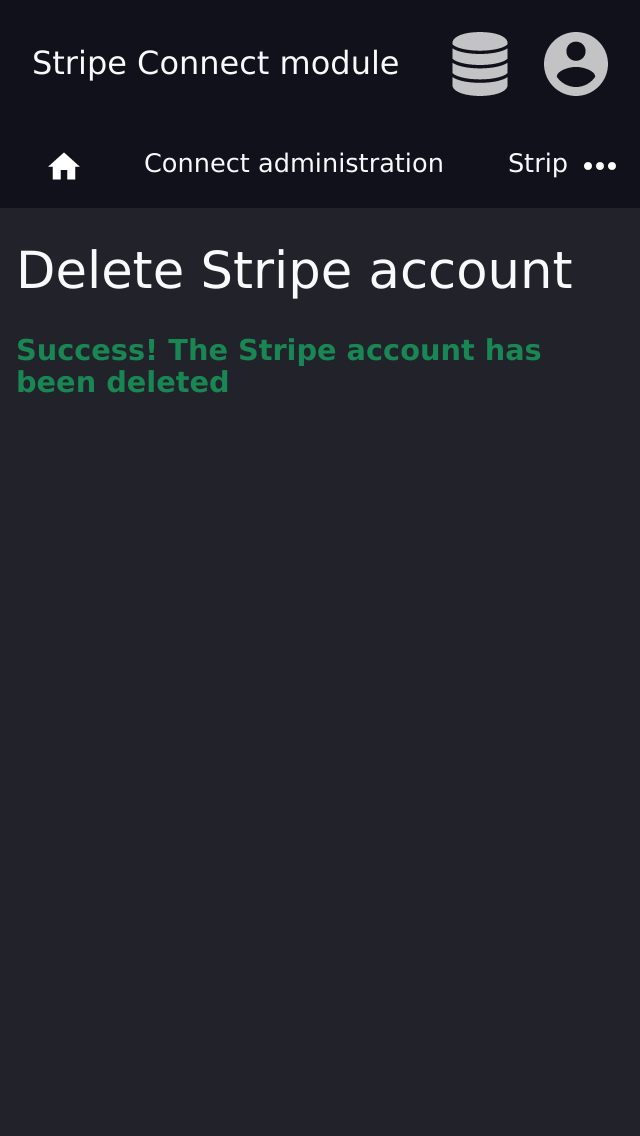 Stripe Connect module
Connect administration
Strip
Delete Stripe account
Success! The Stripe account has
been deleted